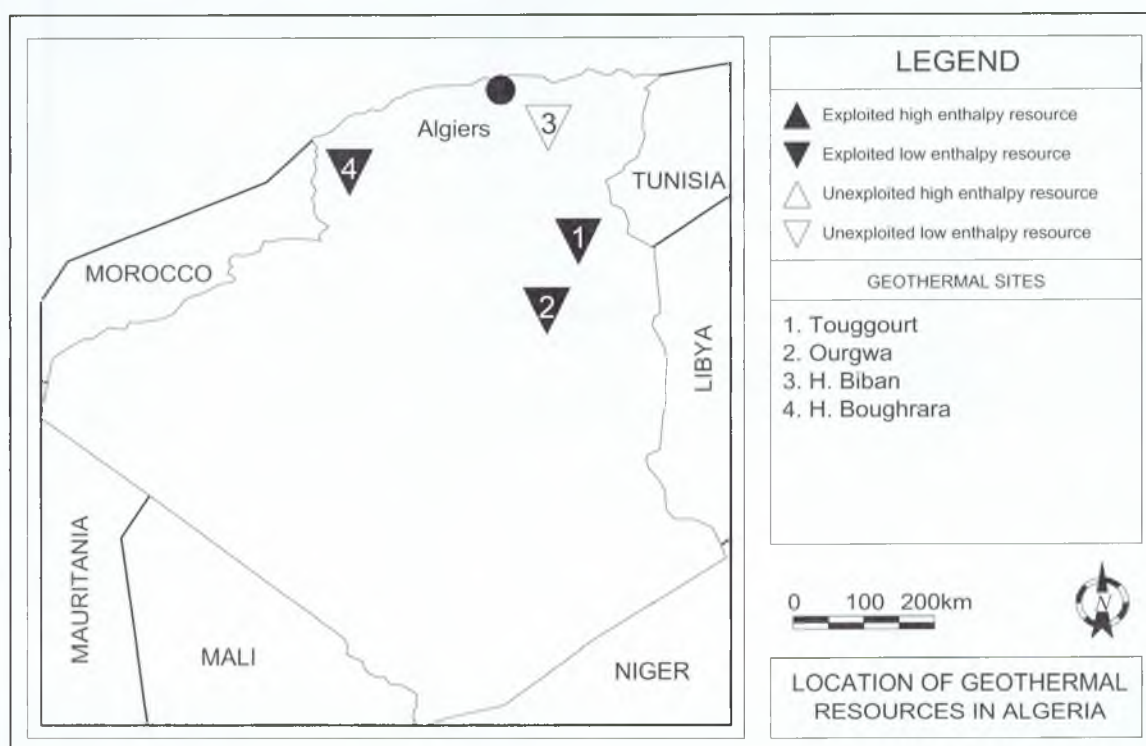 Algiers
3
4
TUNISIA
1
MOROCCO
2
LIBYA
MAURITANIA
MALI
NIGER
LEGEND
Exploited high enthalpy resource
Exploited low enthalpy resource
Unexploited high enthalpy resource
Unexploited low enthalpy resource
GEOTHERMAL SITES
1. Touggourt
2. Ourgwa
3. H. Biban
4. H. Boughrara
0 100 200km
N
LOCATION OF GEOTHERMAL
RESOURCES IN ALGERIA